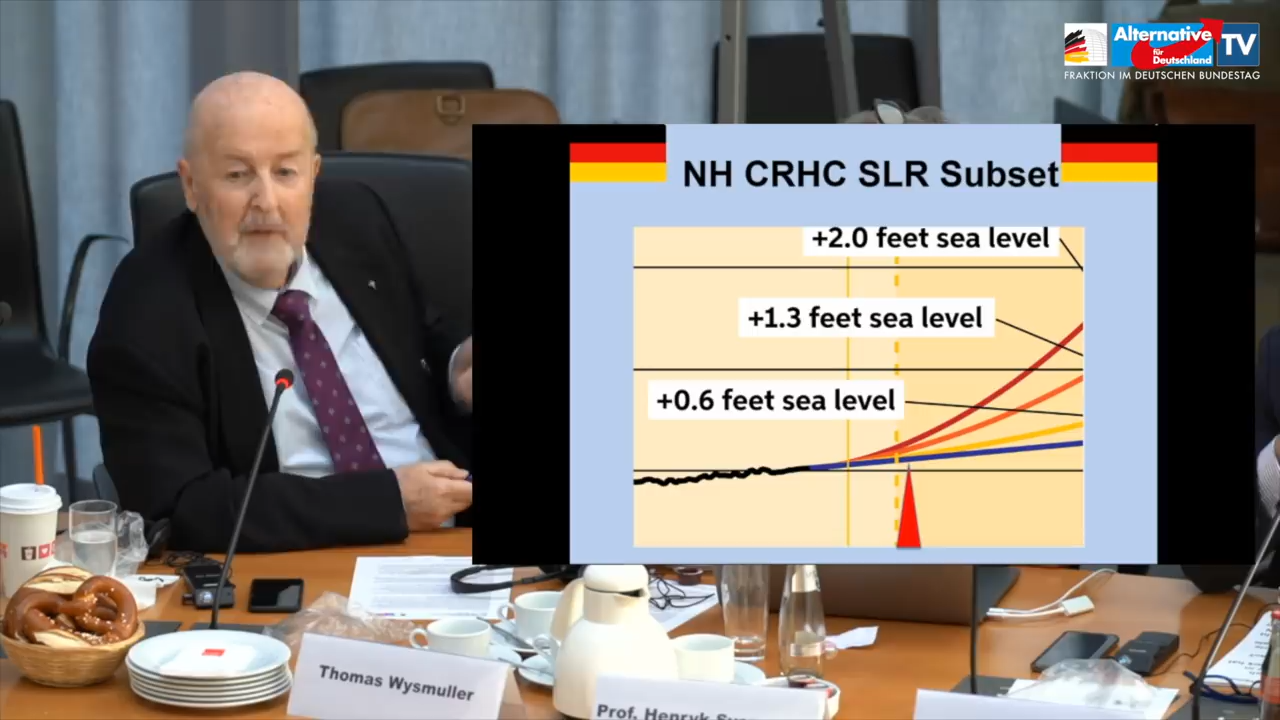 Alternative
für
Deutschland
TV
FRAKTION IM DEUTSCHEN BUNDESTAG
NH CRHC SLR Subset
+2.0 feet sea level
+1.3 feet sea level
+0.6 feet sea level
Thomas Wysmuller
Prof. Henryk